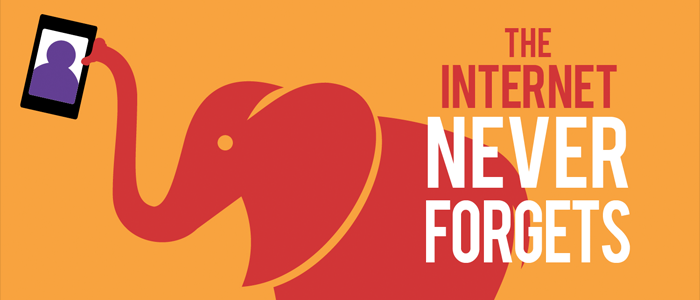 THE
INTERNET
NEVER
FORGETS